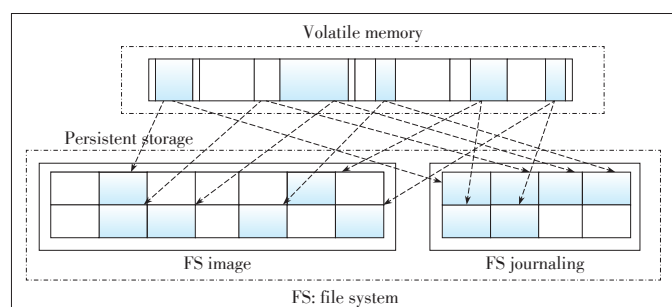 Volatile memory
Persistent storage
FS image
FS journaling
FS: file system